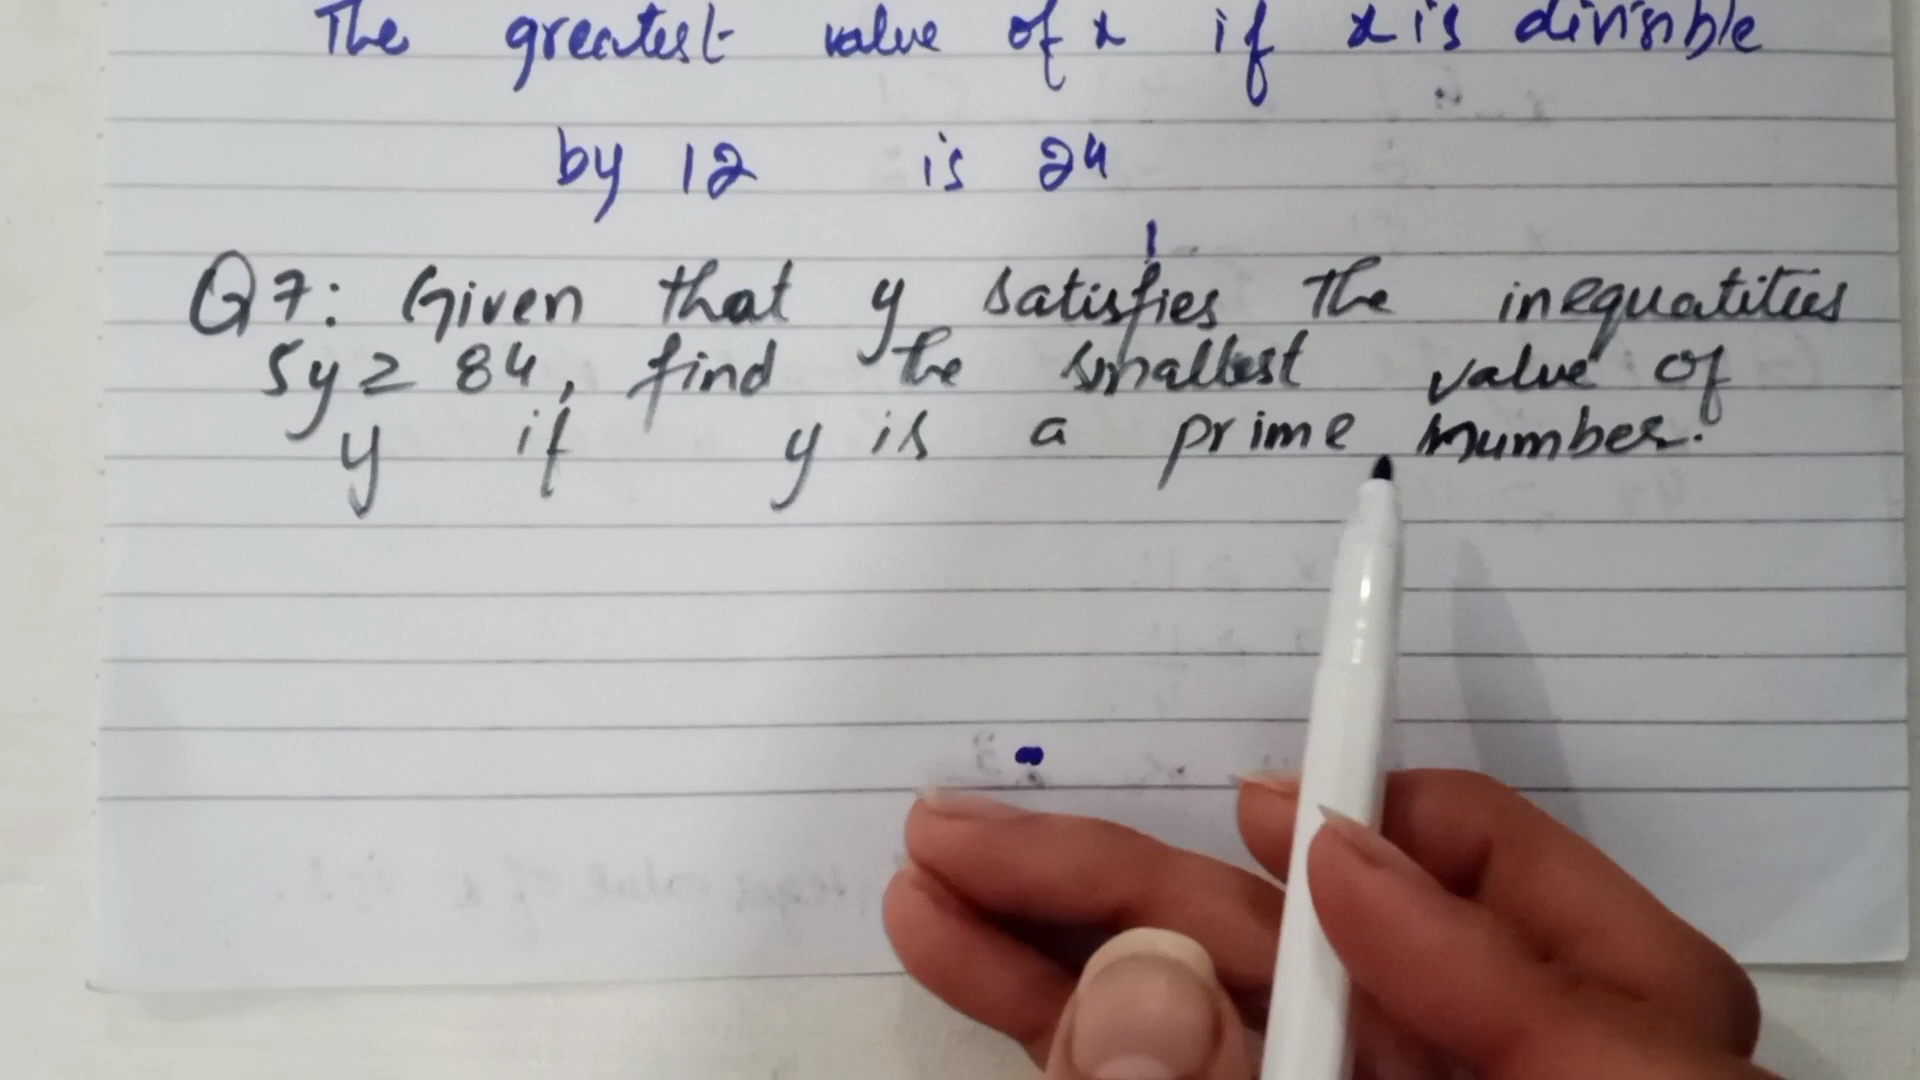 The greatest value of x if x is divisible
by 12 is 24
Q7: Given that y satisfies the inequatities
5y ≥ 84, find the smallest value of
y if y is a prime number.